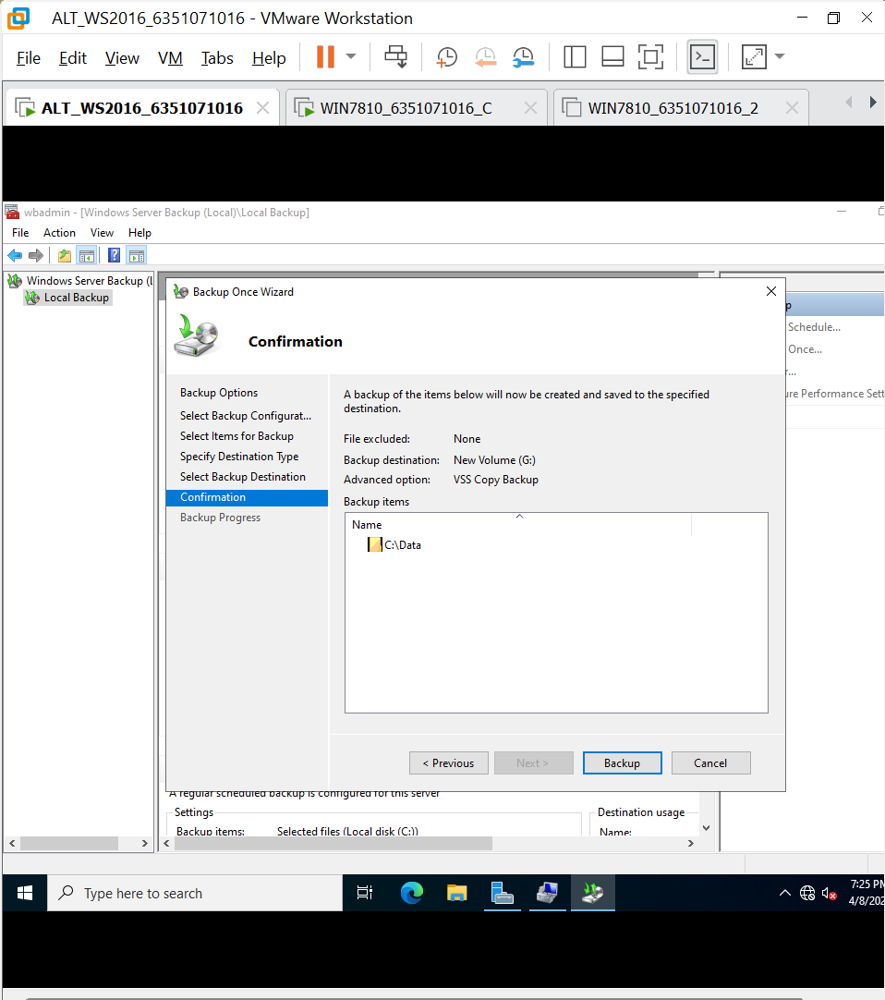 ALT_WS2016_6351071016 - VMware Workstation
File Edit View VM Tabs Help
ALT_WS2016_6351071016 WIN7810_6351071016_C WIN7810_6351071016_2
wbadmin - [Windows Server Backup (Local)\Local Backup]
File Action View Help
Windows Server Backup (L
Local Backup
Backup Once Wizard
Confirmation
Backup Options
Select Backup Configurat...
Select Items for Backup
Specify Destination Type
Select Backup Destination
Confirmation
Backup Progress
A backup of the items below will now be created and saved to the specified
destination.
File excluded: None
Backup destination: New Volume (G:)
Advanced option: VSS Copy Backup
Backup items
Name
C:\Data
< Previous Next > Backup Cancel
p
Schedule...
Once...
r...
ure Performance Sett
A regular scheduled backup is configured for this server
Settings
Backup items: Selected files (Local disk (C:))
Destination usage
Name:
Type here to search
7:25 PM
4/8/202